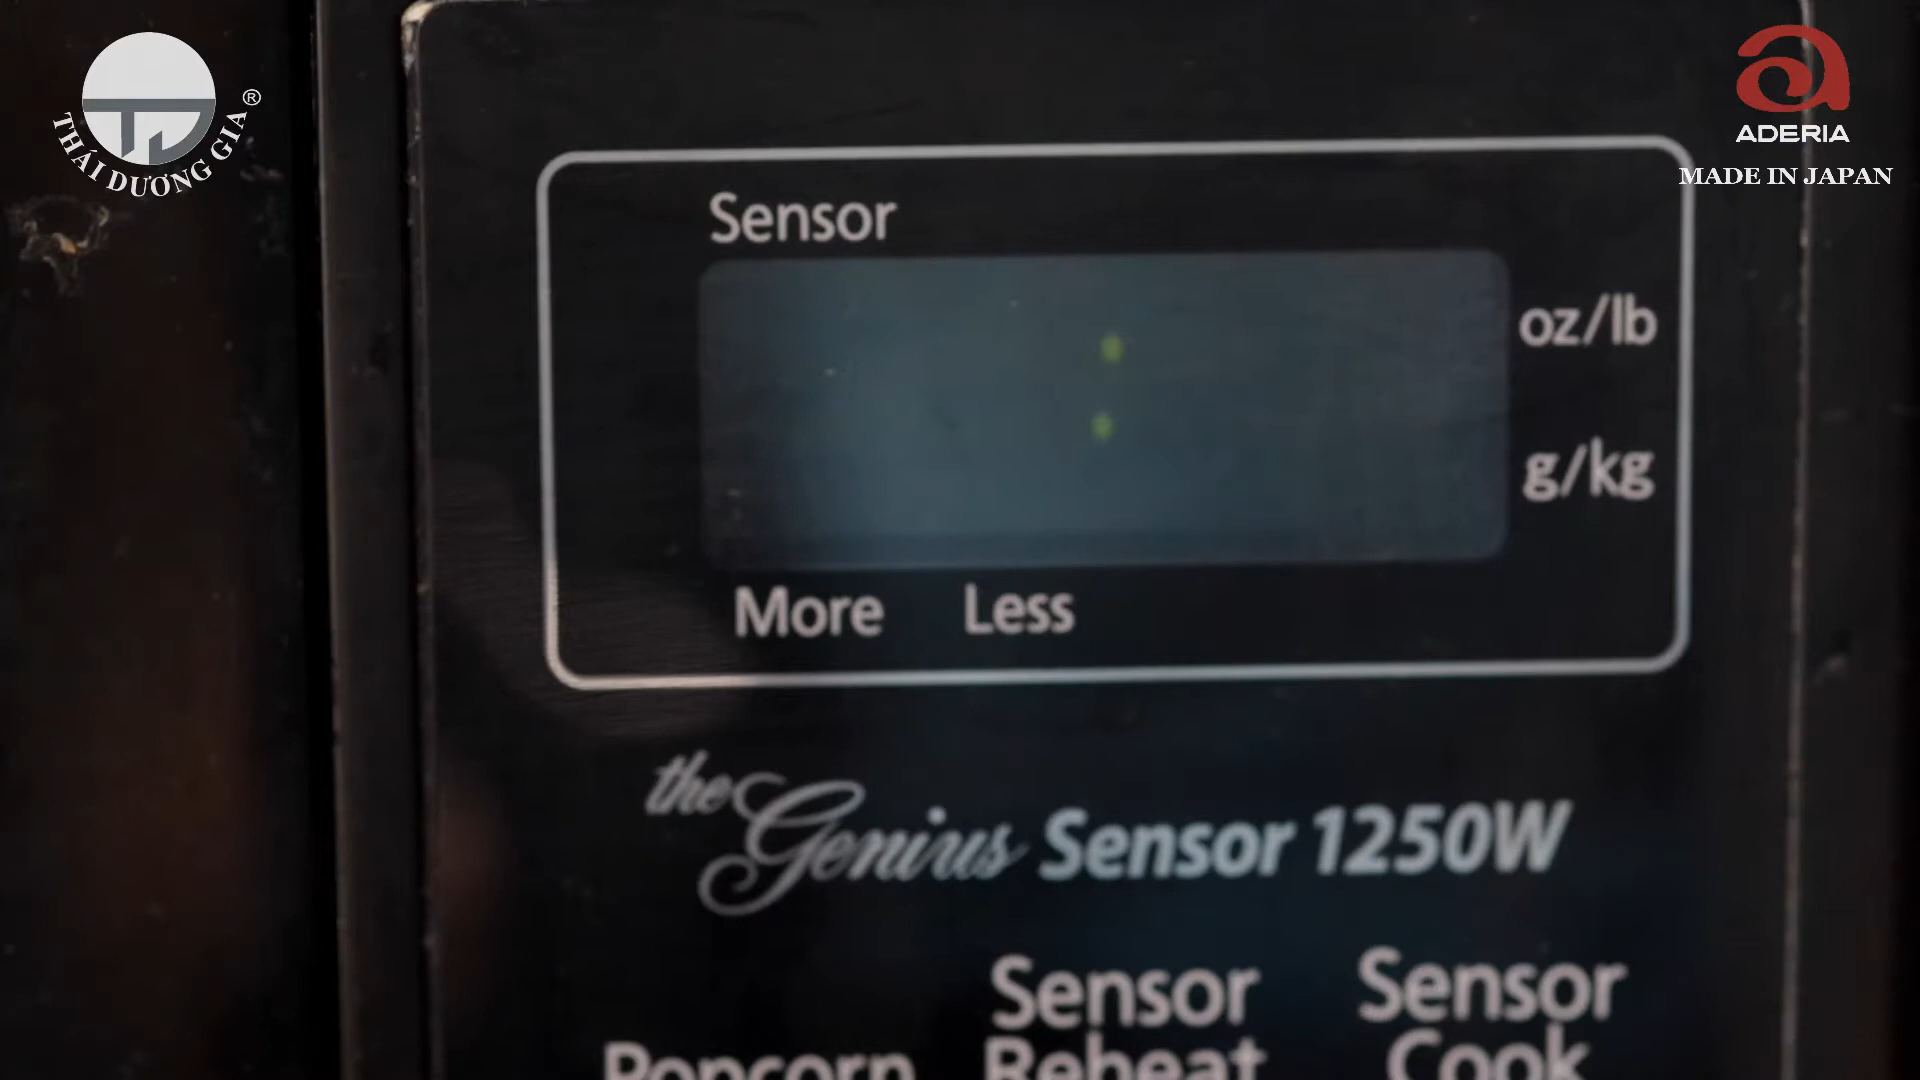 THÁI DƯƠNG GIA ®
ADERIA
MADE IN JAPAN
Sensor
:
oz/lb
g/kg
More Less
the Genius Sensor 1250W
Popcorn
Sensor Reheat
Sensor Cook